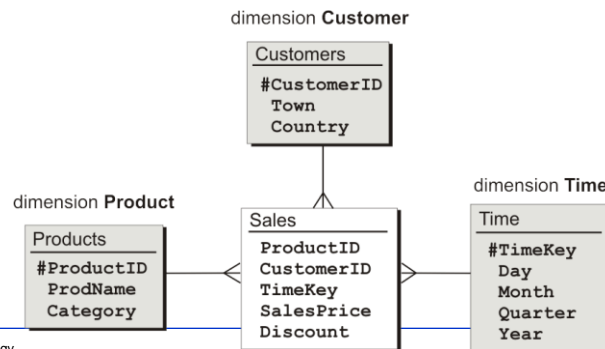 dimension Customer
Customers
#CustomerID
Town
Country
dimension Product
Products
#ProductID
ProdName
Category
Sales
ProductID
CustomerID
TimeKey
SalesPrice
Discount
dimension Time
Time
#TimeKey
Day
Month
Quarter
Year